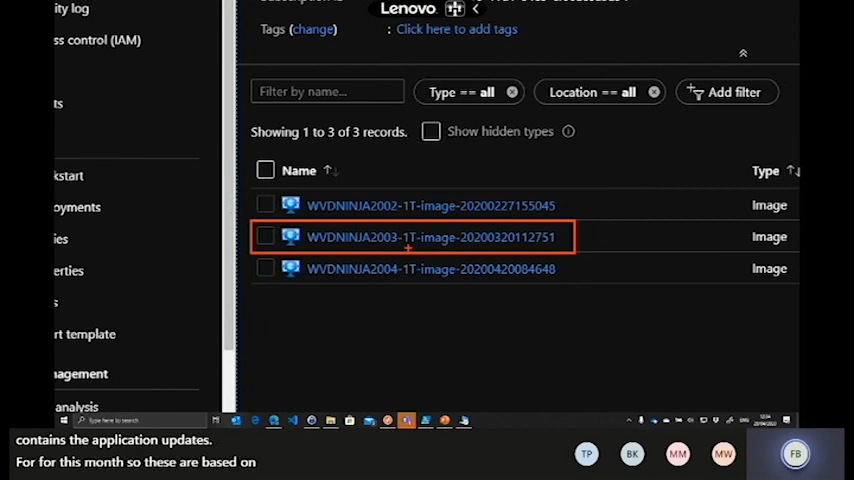 ity log
Lenovo
ss control (IAM)
Tags (change) : Click here to add tags
Filter by name...
Type == all
Location == all
Add filter
ts
Showing 1 to 3 of 3 records.
Show hidden types
Name
Type
kstart
WVDNINJA2002-1T-image-20200227155045
Image
oyments
WVDNINJA2003-1T-image-20200320112751
Image
ies
WVDNINJA2004-1T-image-20200420084648
Image
erties
s
rt template
nagement
analysis
Type here to search
contains the application updates.
For for this month so these are based on
TP
BK
MM
MW
FB